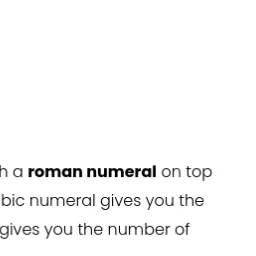 h a roman numeral on top
bic numeral gives you the
gives you the number of